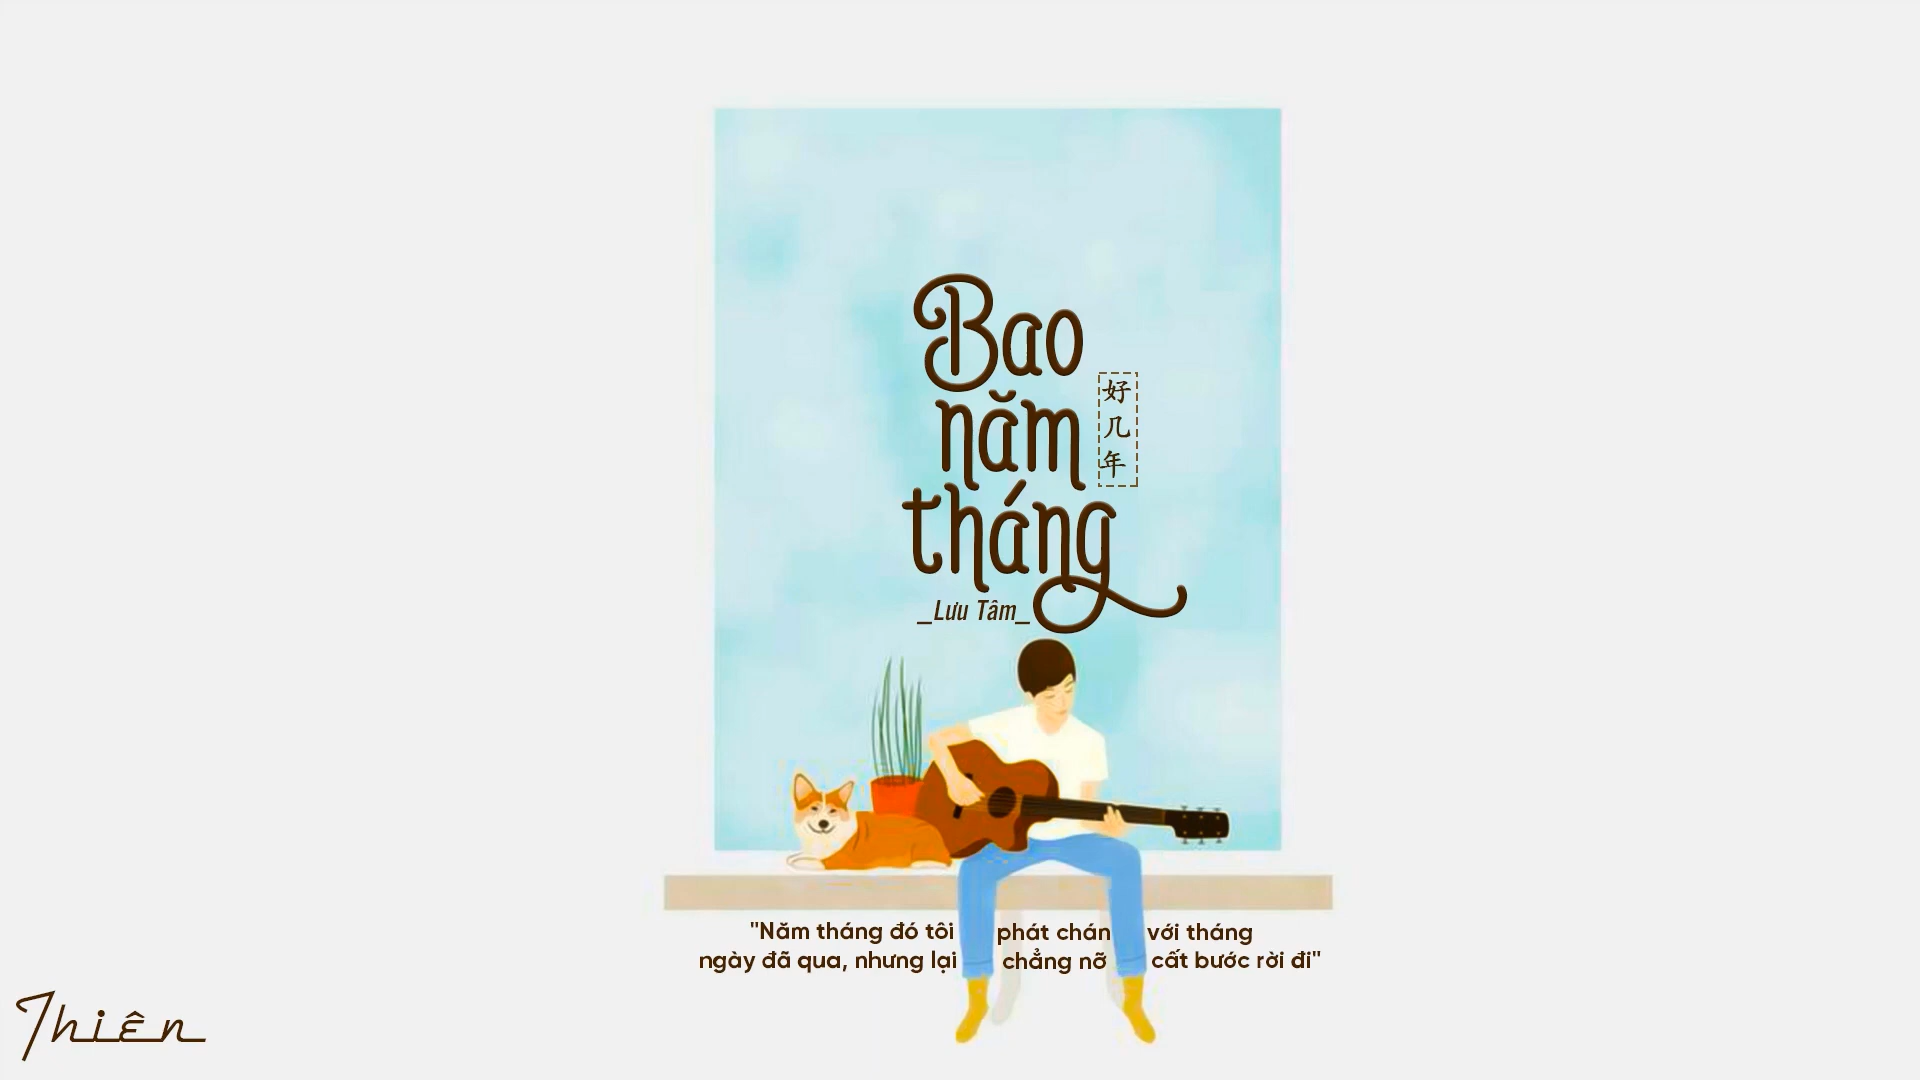 Bao
năm
tháng
好
几
年
_Lưu Tâm_
"Năm tháng đó tôi phát chán với tháng
ngày đã qua, nhưng lại chẳng nỡ cất bước rời đi"
Thiên